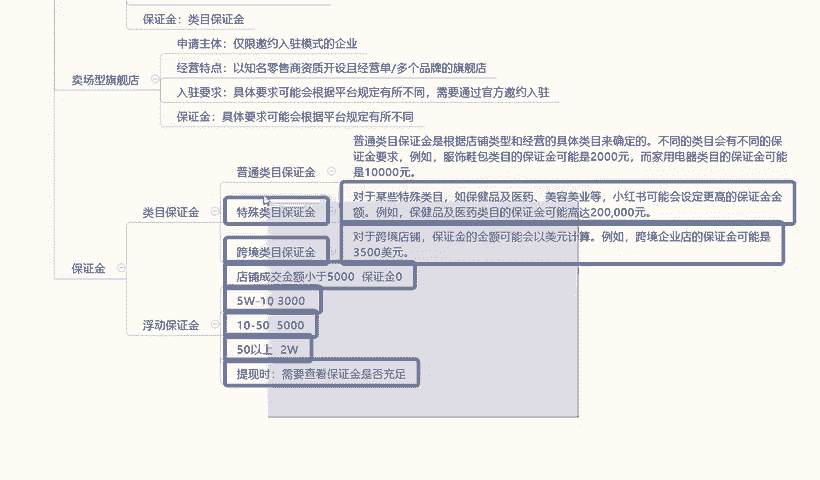 保证金：类目保证金
申请主体：仅限邀约入驻模式的企业
卖场型旗舰店
经营特点：以知名零售商资质开设且经营单/多个品牌的旗舰店
入驻要求：具体要求可能会根据平台规定有所不同，需要通过官方邀约入驻
保证金：具体要求可能会根据平台规定有所不同
普通类目保证金是根据店铺类型和经营的具体类目来确定的。不同的类目会有不同的保
证金要求，例如，服饰鞋包类目的保证金可能是2000元，而家用电器类目的保证金可能
是10000元。
普通类目保证金
类目保证金
特殊类目保证金
对于某些特殊类目，如保健品及医药、美容美业等，小红书可能会设定更高的保证金金
额。例如，保健品及医药类目的保证金可能高达200,000元。
跨境类目保证金
对于跨境店铺，保证金的金额可能会以美元计算。例如，跨境企业店的保证金可能是
3500美元。
保证金
店铺成交金额小于5000 保证金0
5W-10 3000
浮动保证金
10-50 5000
50以上 2W
提现时：需要查看保证金是否充足